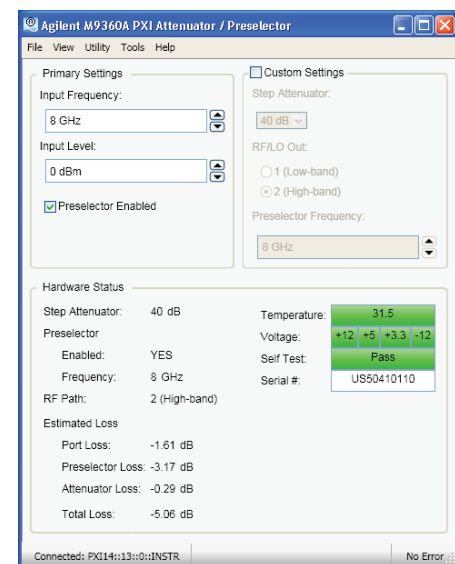 Agilent M9360A PXI Attenuator / Preselector
File View Utility Tools Help
Primary Settings
Input Frequency:
8 GHz
Input Level:
0 dBm
Preselector Enabled
Custom Settings
Step Attenuator:
40 dB
RF/LO Out:
1 (Low-band)
2 (High-band)
Preselector Frequency:
8 GHz
Hardware Status
Step Attenuator: 40 dB
Preselector
Enabled: YES
Frequency: 8 GHz
RF Path: 2 (High-band)
Estimated Loss
Port Loss: -1.61 dB
Preselector Loss: -3.17 dB
Attenuator Loss: -0.29 dB
Total Loss: -5.06 dB
Temperature: 31.5
Voltage: +12 +5 +3.3 -12
Self Test: Pass
Serial #: US50410110
Connected: PXI14::13::0::INSTR No Error